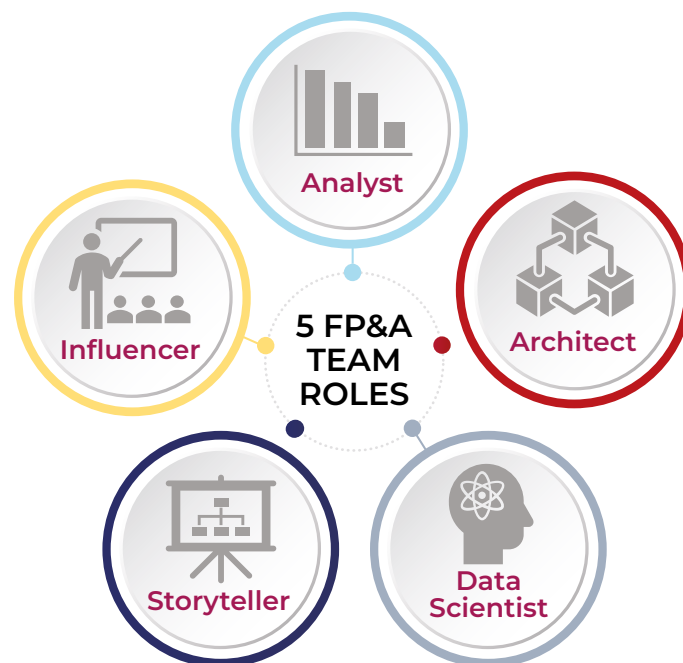 Analyst
Influencer
5 FP&A
TEAM
ROLES
Architect
Storyteller
Data
Scientist